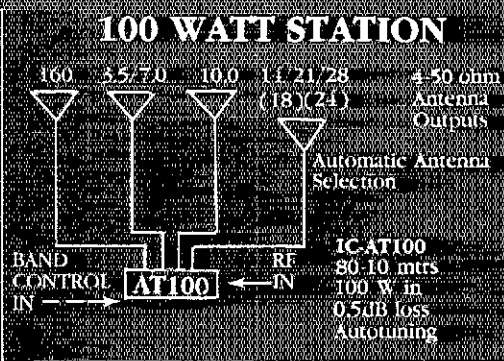 100 WATT STATION
160 3.5/7.0 10.0 14/21/28 4-50 ohm
(18)(24) Antenna
Outputs
Automatic Antenna
Selection
BAND
CONTROL
IN
AT100
RF
IN
IC-AT100
80-10 mtrs
100 W in
0.5dB loss
Autotuning